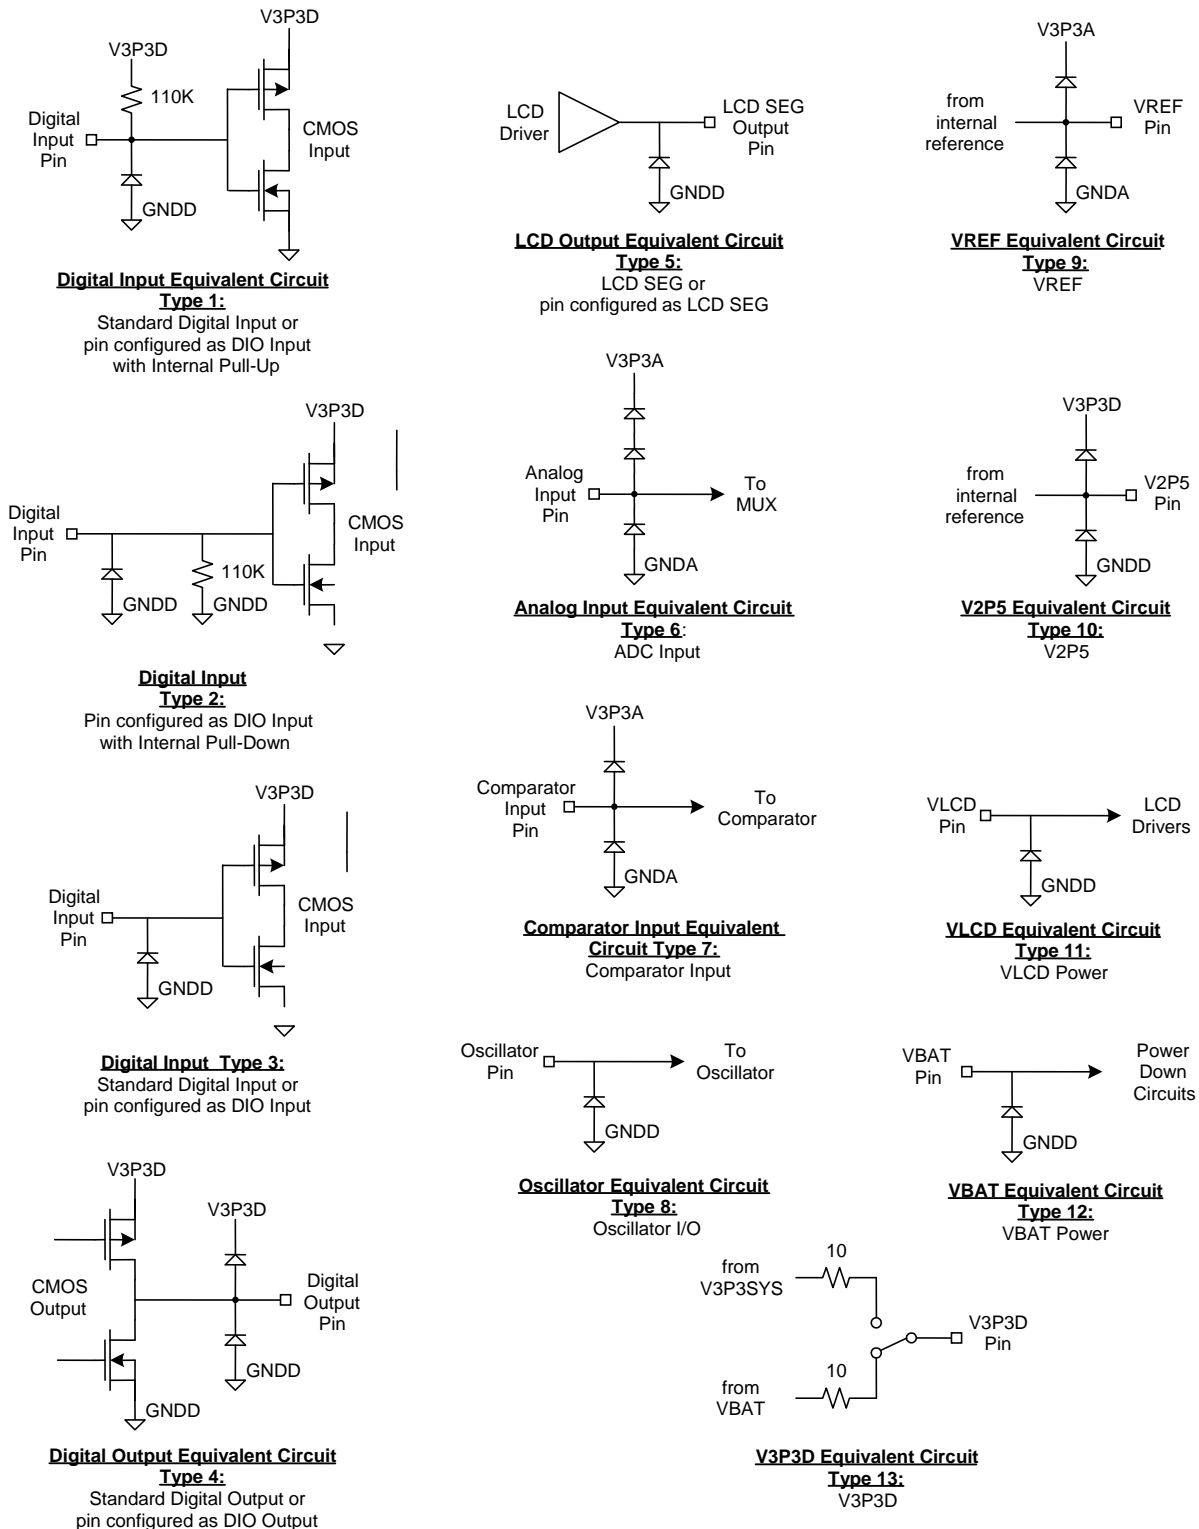 V3P3D
V3P3D
110K
Digital
Input
Pin
CMOS
Input
GNDD
Digital Input Equivalent Circuit
Type 1:
Standard Digital Input or
pin configured as DIO Input
with Internal Pull-Up
V3P3D
Digital
Input
Pin
CMOS
Input
110K
GNDD
GNDD
Digital Input
Type 2:
Pin configured as DIO Input
with Internal Pull-Down
V3P3D
Digital
Input
Pin
CMOS
Input
GNDD
Digital Input Type 3:
Standard Digital Input or
pin configured as DIO Input
V3P3D
V3P3D
CMOS
Output
Digital
Output
Pin
GNDD
GNDD
Digital Output Equivalent Circuit
Type 4:
Standard Digital Output or
pin configured as DIO Output
LCD
Driver
LCD SEG
Output
Pin
GNDD
LCD Output Equivalent Circuit
Type 5:
LCD SEG or
pin configured as LCD SEG
V3P3A
Analog
Input
Pin
To
MUX
GNDA
Analog Input Equivalent Circuit
Type 6:
ADC Input
V3P3A
Comparator
Input
Pin
To
Comparator
GNDA
Comparator Input Equivalent
Circuit Type 7:
Comparator Input
Oscillator
Pin
To
Oscillator
GNDD
Oscillator Equivalent Circuit
Type 8:
Oscillator I/O
V3P3A
from
internal
reference
VREF
Pin
GNDA
VREF Equivalent Circuit
Type 9:
VREF
V3P3D
from
internal
reference
V2P5
Pin
GNDD
V2P5 Equivalent Circuit
Type 10:
V2P5
VLCD
Pin
LCD
Drivers
GNDD
VLCD Equivalent Circuit
Type 11:
VLCD Power
VBAT
Pin
Power
Down
Circuits
GNDD
VBAT Equivalent Circuit
Type 12:
VBAT Power
10
from
V3P3SYS
V3P3D
Pin
10
from
VBAT
V3P3D Equivalent Circuit
Type 13:
V3P3D